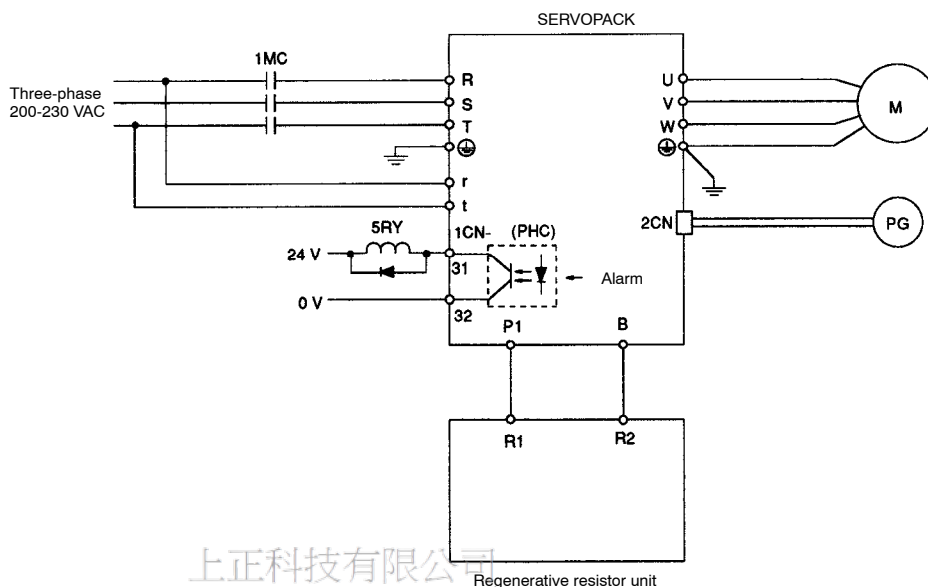 SERVOPACK
1MC
Three-phase
200-230 VAC
R
S
T
r
t
U
V
W
M
2CN
PG
5RY
1CN-
(PHC)
24 V
31
Alarm
0 V
32
P1
B
R1
R2
上正科技有限公司
Regenerative resistor unit